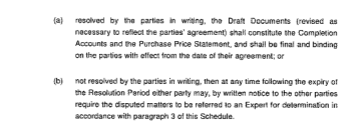 (a) resolved by the parties in writing, the Draft Documents (revised as
necessary to reflect the parties' agreement) shall constitute the Completion
Accounts and the Purchase Price Statement, and shall be final and binding
on the parties with effect from the date of their agreement; or
(b) not resolved by the parties in writing, then at any time following the expiry of
the Resolution Period either party may, by written notice to the other parties
require the disputed matters to be referred to an Expert for determination in
accordance with paragraph 3 of this Schedule.